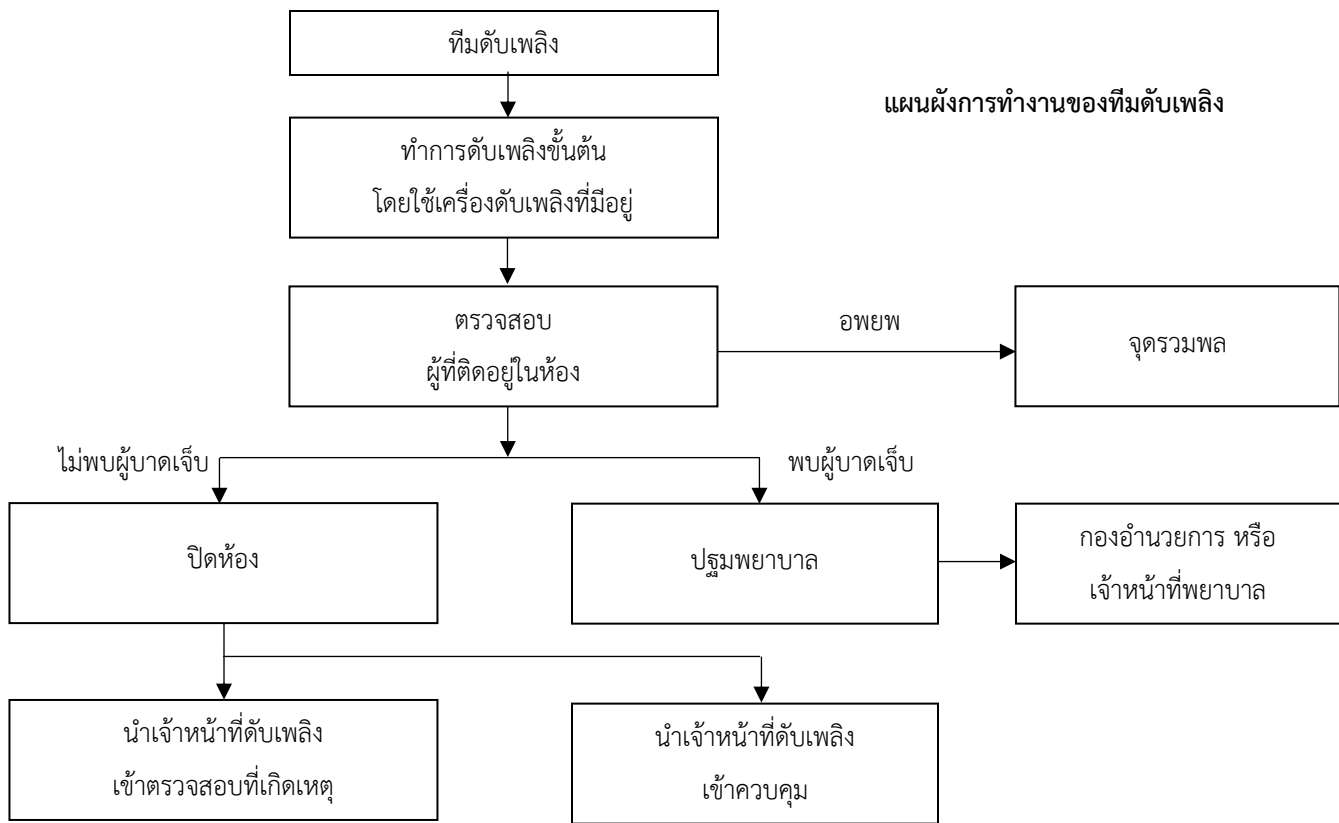 ทีมดับเพลิง
แผนผังการทำงานของทีมดับเพลิง
ทำการดับเพลิงขั้นต้น
โดยใช้เครื่องดับเพลิงที่มีอยู่
ตรวจสอบ
ผู้ที่ติดอยู่ในห้อง
อพยพ
จุดรวมพล
ไม่พบผู้บาดเจ็บ
พบผู้บาดเจ็บ
ปิดห้อง
ปฐมพยาบาล
กองอำนวยการ หรือ
เจ้าหน้าที่พยาบาล
นำเจ้าหน้าที่ดับเพลิง
เข้าตรวจสอบที่เกิดเหตุ
นำเจ้าหน้าที่ดับเพลิง
เข้าควบคุม